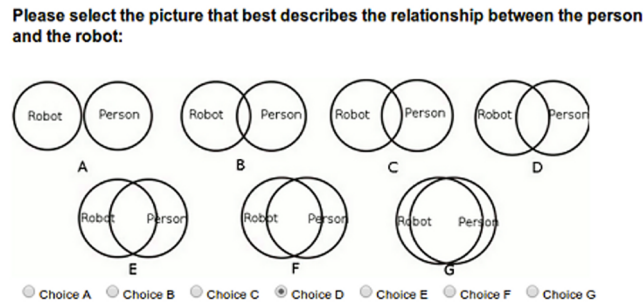 Please select the picture that best describes the relationship between the person
and the robot:
Robot Person Robot Person Robot Person Robot Person
A B C D
Robot Person Robot Person Robot Person
E F G
Choice A Choice B Choice C Choice D Choice E Choice F Choice G